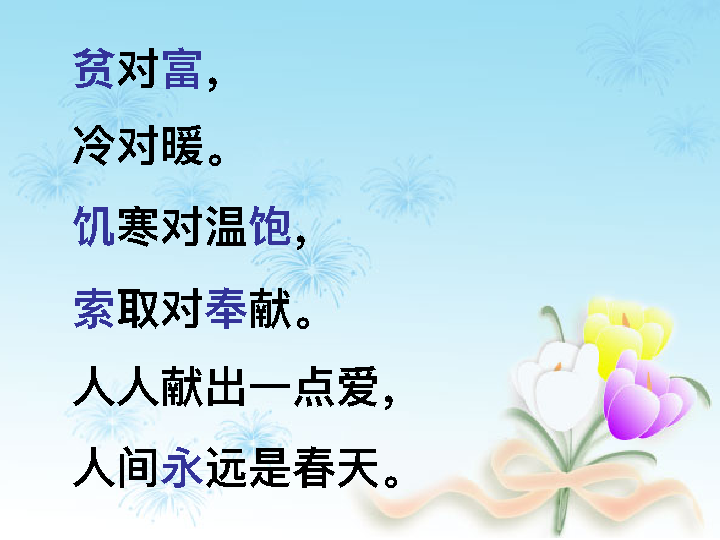 贫对富，
冷对暖。
饥寒对温饱，
索取对奉献。
人人献出一点爱，
人间永远是春天。